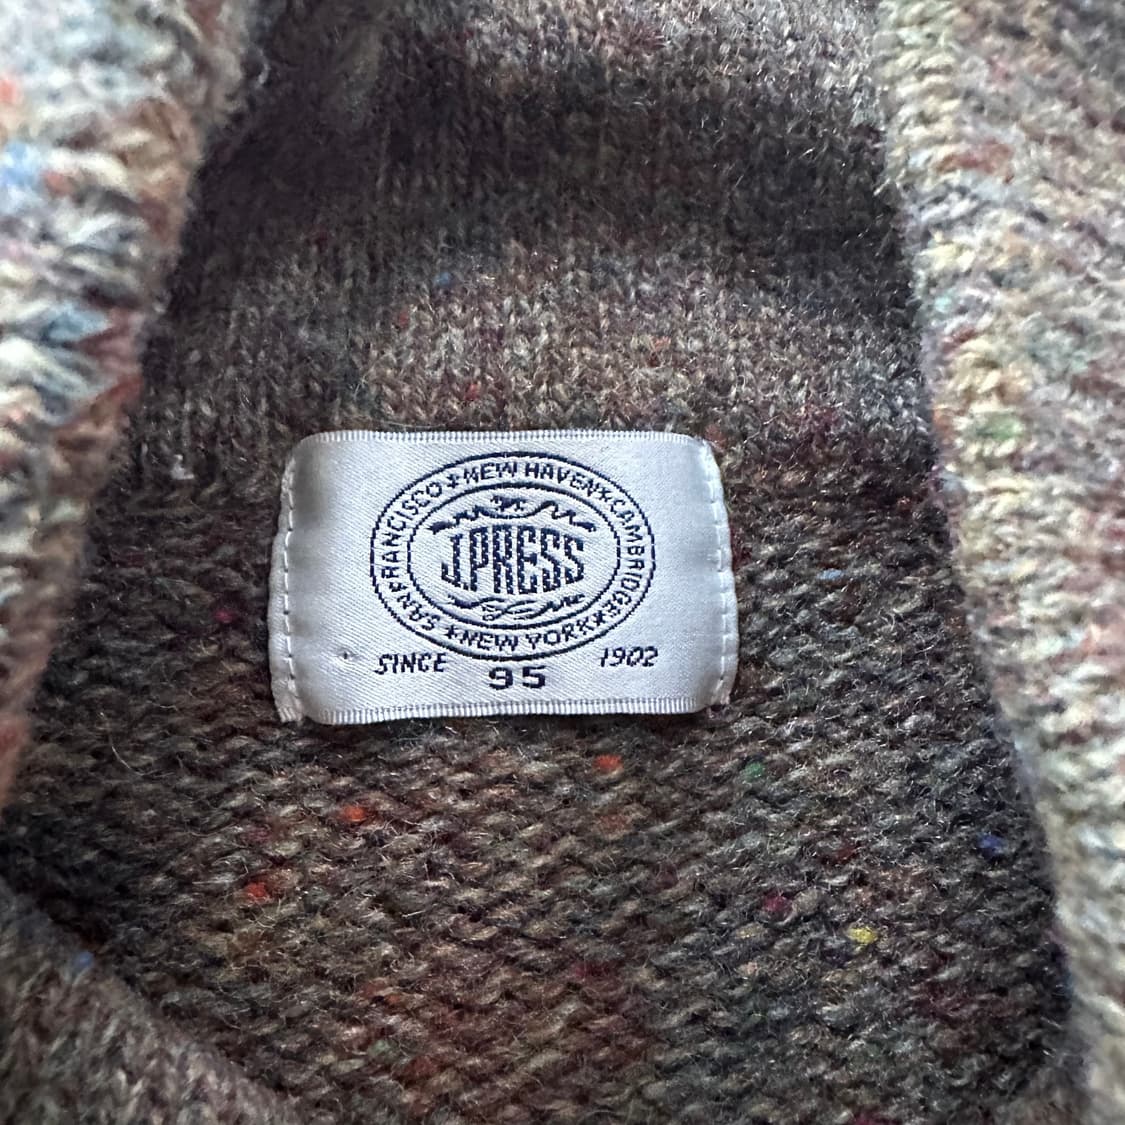 SAN FRANCISCO★NEW HAVEN★CAMBRIDGE★
★NEW YORK★
J.PRESS
SINCE 1902
95